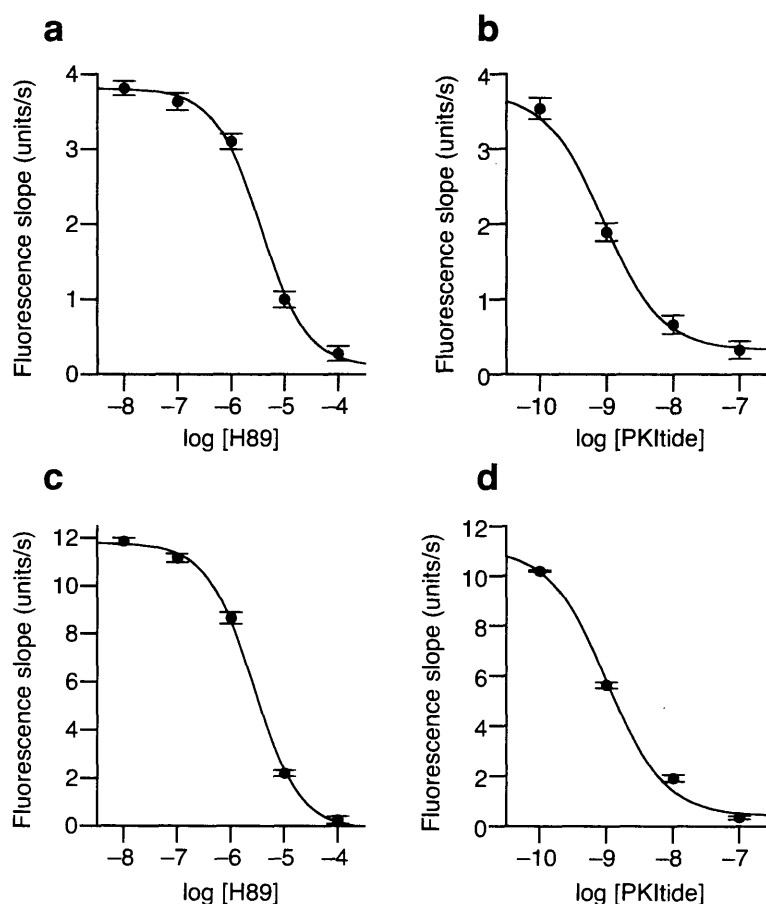 a
Fluorescence slope (units/s)
4
3
2
1
0
–8 –7 –6 –5 –4
log [H89]
b
Fluorescence slope (units/s)
4
3
2
1
0
–10 –9 –8 –7
log [PKItide]
c
Fluorescence slope (units/s)
12
10
8
6
4
2
0
–8 –7 –6 –5 –4
log [H89]
d
Fluorescence slope (units/s)
12
10
8
6
4
2
0
–10 –9 –8 –7
log [PKItide]